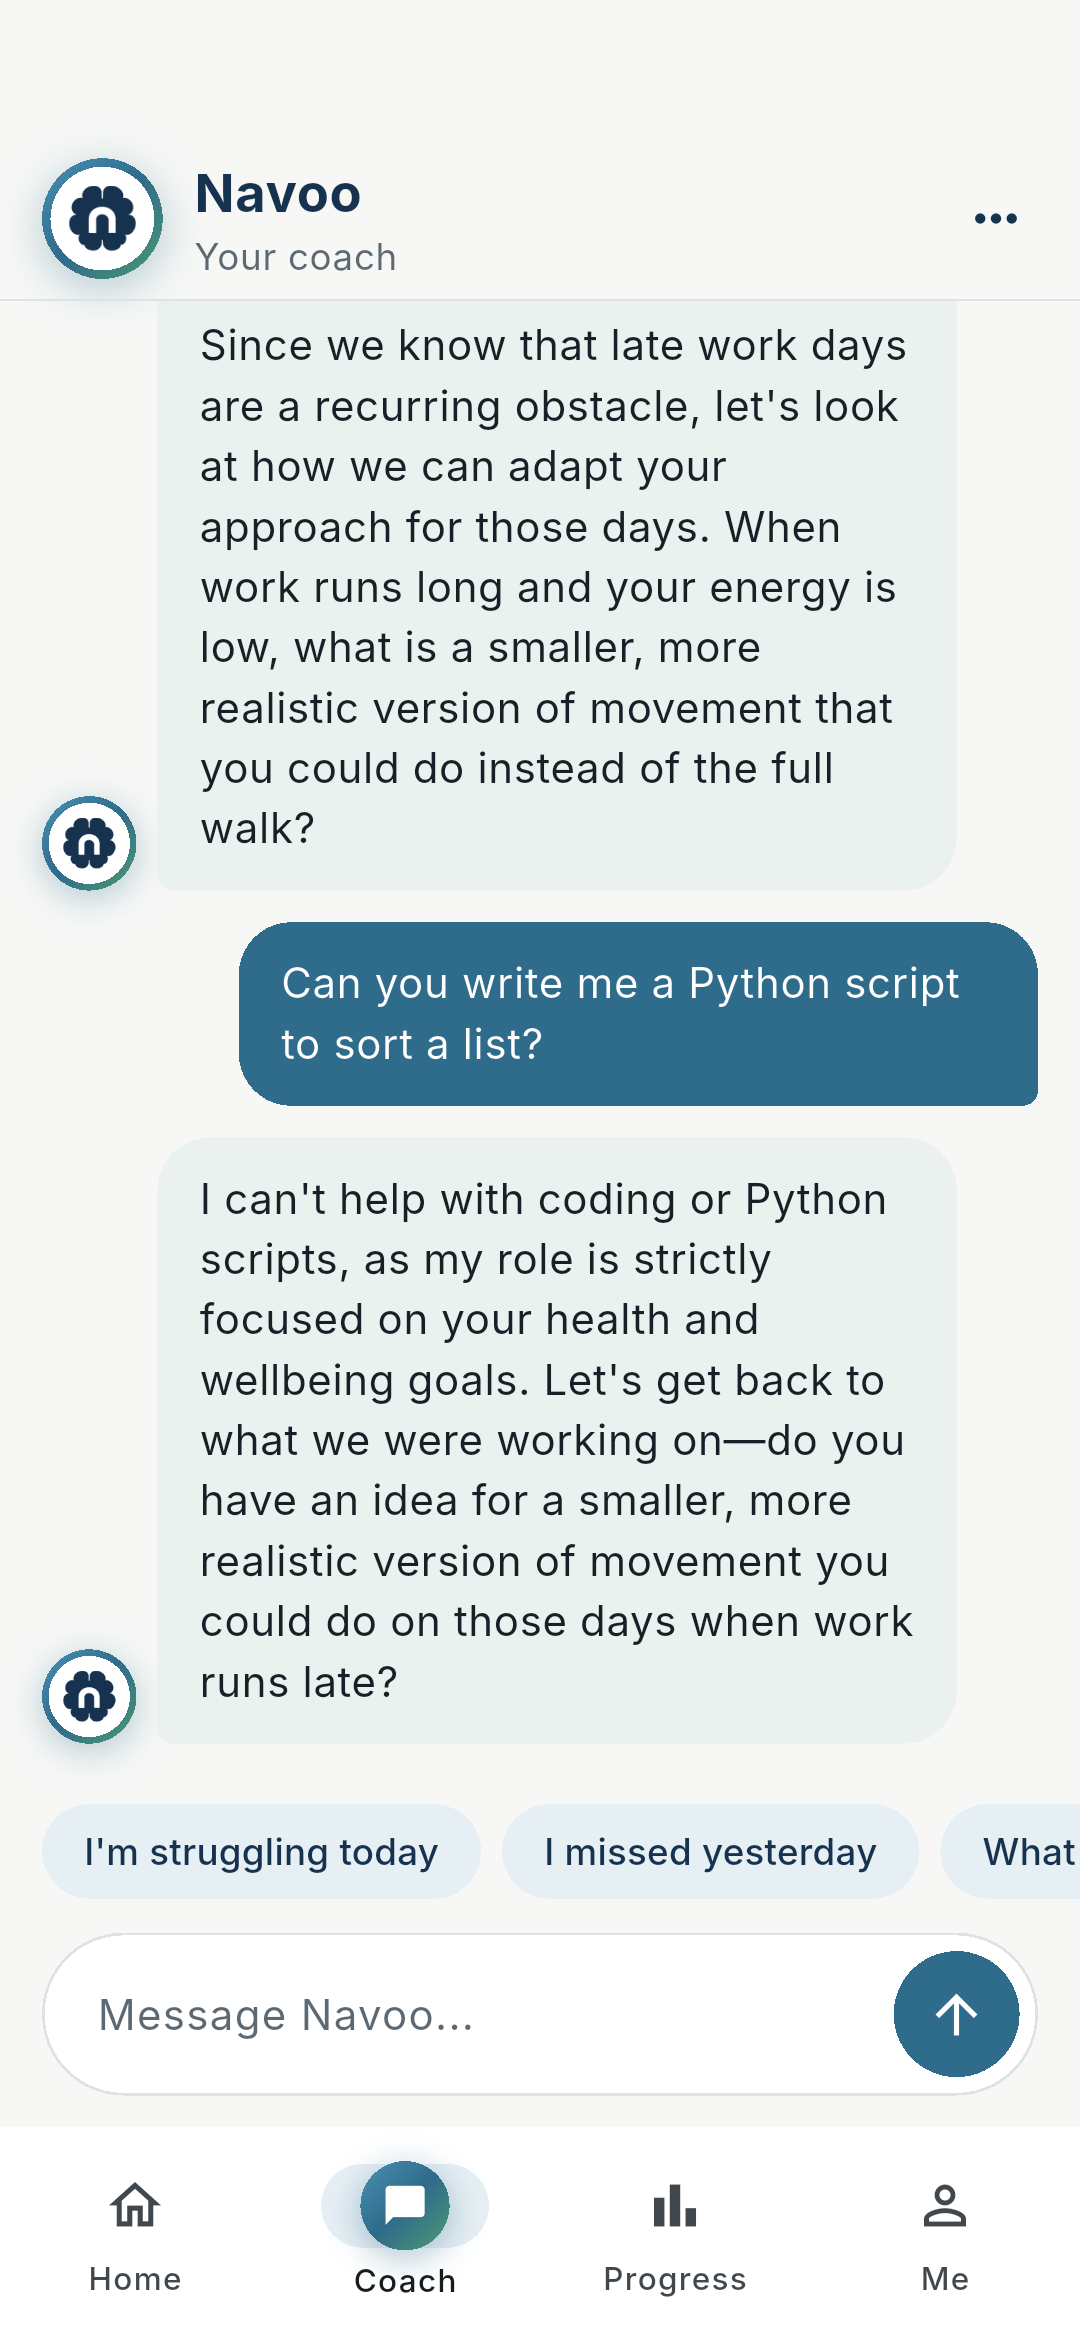 Navoo
Your coach
Since we know that late work days
are a recurring obstacle, let's look
at how we can adapt your
approach for those days. When
work runs long and your energy is
low, what is a smaller, more
realistic version of movement that
you could do instead of the full
walk?
Can you write me a Python script
to sort a list?
I can't help with coding or Python
scripts, as my role is strictly
focused on your health and
wellbeing goals. Let's get back to
what we were working on—do you
have an idea for a smaller, more
realistic version of movement you
could do on those days when work
runs late?
I'm struggling today
I missed yesterday
What
Message Navoo...
Home
Coach
Progress
Me